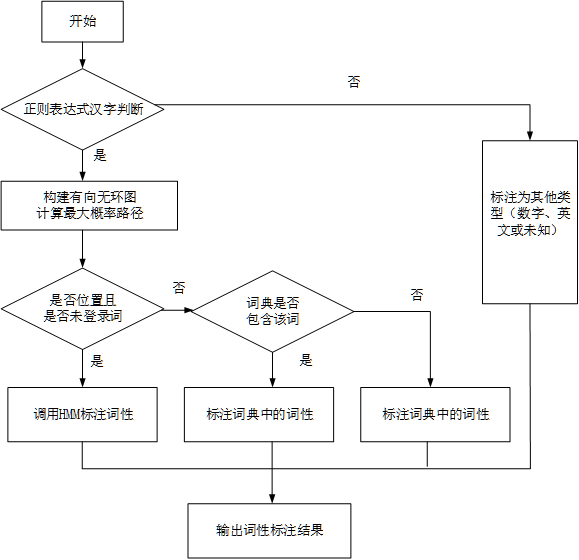 开始
否
正则表达式汉字判断
是
构建有向无环图
计算最大概率路径
标注为其他类
型（数字、英
文或未知）
是否位置且
是否未登录词
否
词典是否
包含该词
否
是
是
调用HMM标注词性
标注词典中的词性
标注词典中的词性
输出词性标注结果